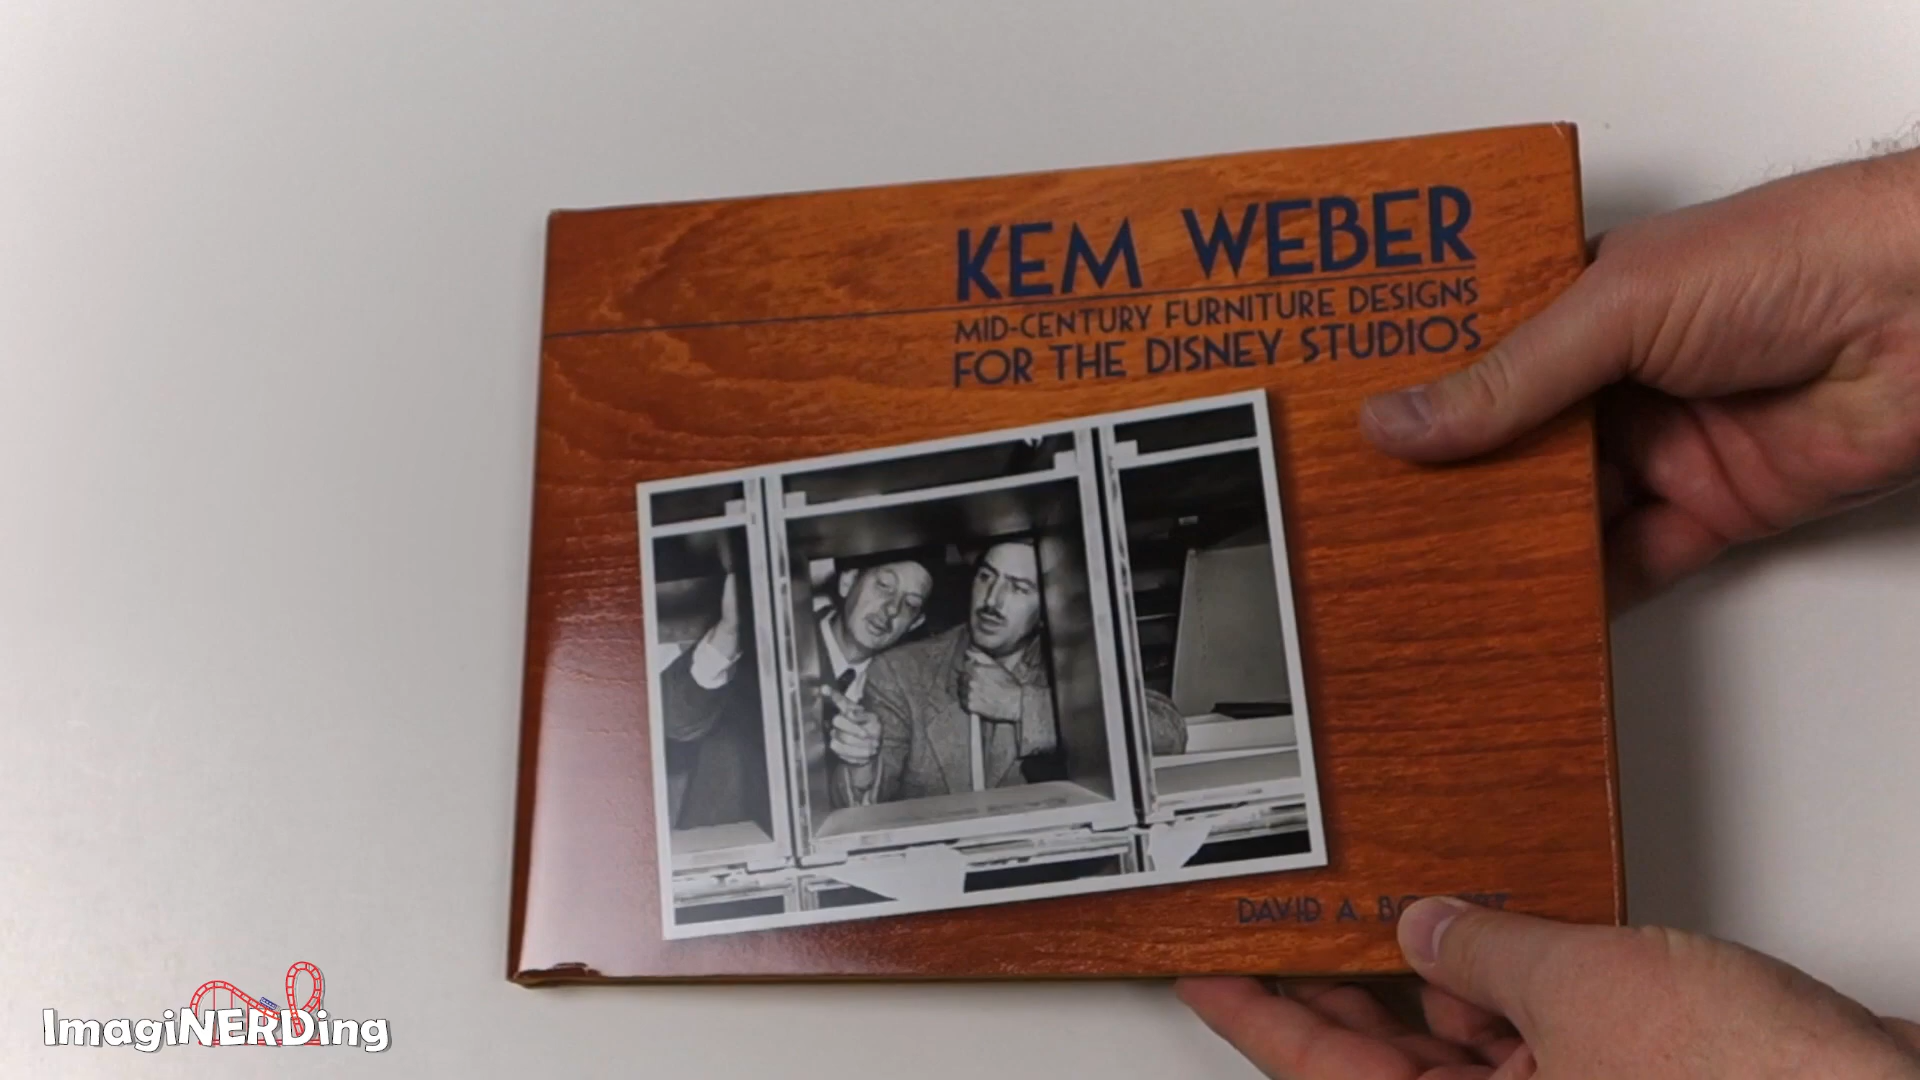 KEM WEBER
MID-CENTURY FURNITURE DESIGNS
FOR THE DISNEY STUDIOS
DAVID A.
ImagiNERDing